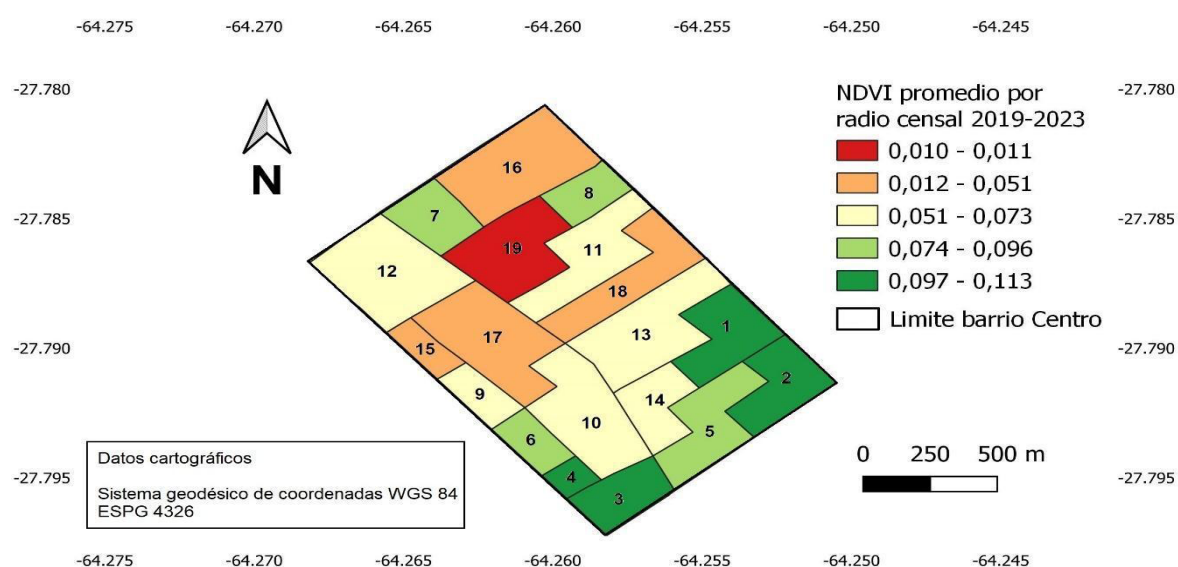 -64.275 -64.270 -64.265 -64.260 -64.255 -64.250 -64.245
-27.780 -27.780
NDVI promedio por
radio censal 2019-2023
0,010 - 0,011
0,012 - 0,051
0,051 - 0,073
0,074 - 0,096
0,097 - 0,113
Limite barrio Centro
N
16
8
7
-27.785 -27.785
19
11
12
18
13
1
17
15
-27.790 -27.790
2
9
14
10
5
6
4
3
0 250 500 m
Datos cartográficos
Sistema geodésico de coordenadas WGS 84
ESPG 4326
-27.795 -27.795
-64.275 -64.270 -64.265 -64.260 -64.255 -64.250 -64.245